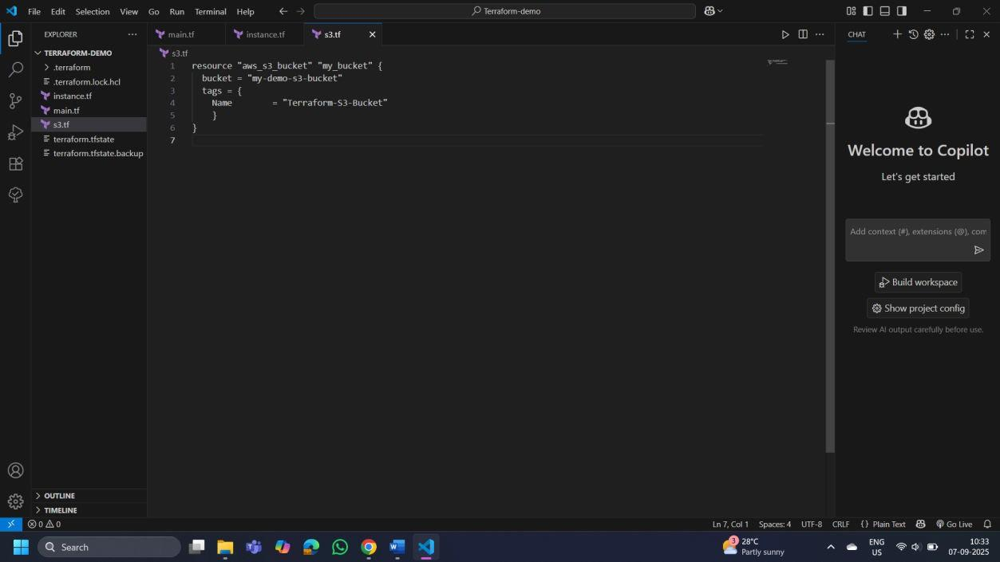 File Edit Selection View Go Run Terminal Help
Terraform-demo
EXPLORER
TERRAFORM-DEMO
.terraform
.terraform.lock.hcl
instance.tf
main.tf
s3.tf
terraform.tfstate
terraform.tfstate.backup
OUTLINE
TIMELINE
main.tf instance.tf s3.tf
s3.tf
1 resource "aws_s3_bucket" "my_bucket" {
2 bucket = "my-demo-s3-bucket"
3 tags = {
4 Name = "Terraform-S3-Bucket"
5 }
6 }
7
CHAT
Welcome to Copilot
Let's get started
Add context (#), extensions (@), com
Build workspace
Show project config
Review AI output carefully before use.
0 0
Ln 7, Col 1 Spaces: 4 UTF-8 CRLF {} Plain Text Go Live
Search
3
28°C
Partly sunny
ENG
US
10:33
07-09-2025